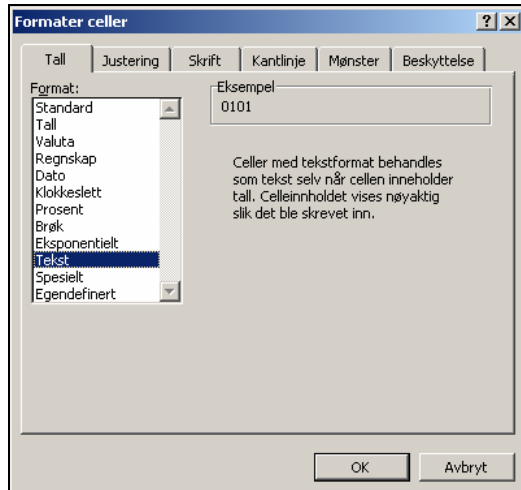 Formater celler
Tall Justering Skrift Kantlinje Mønster Beskyttelse
Format:
Standard
Tall
Valuta
Regnskap
Dato
Klokkeslett
Prosent
Brøk
Eksponentielt
Tekst
Spesielt
Egendefinert
Eksempel
0101
Celler med tekstformat behandles
som tekst selv når cellen inneholder
tall. Celleinnholdet vises nøyaktig
slik det ble skrevet inn.
OK Avbryt